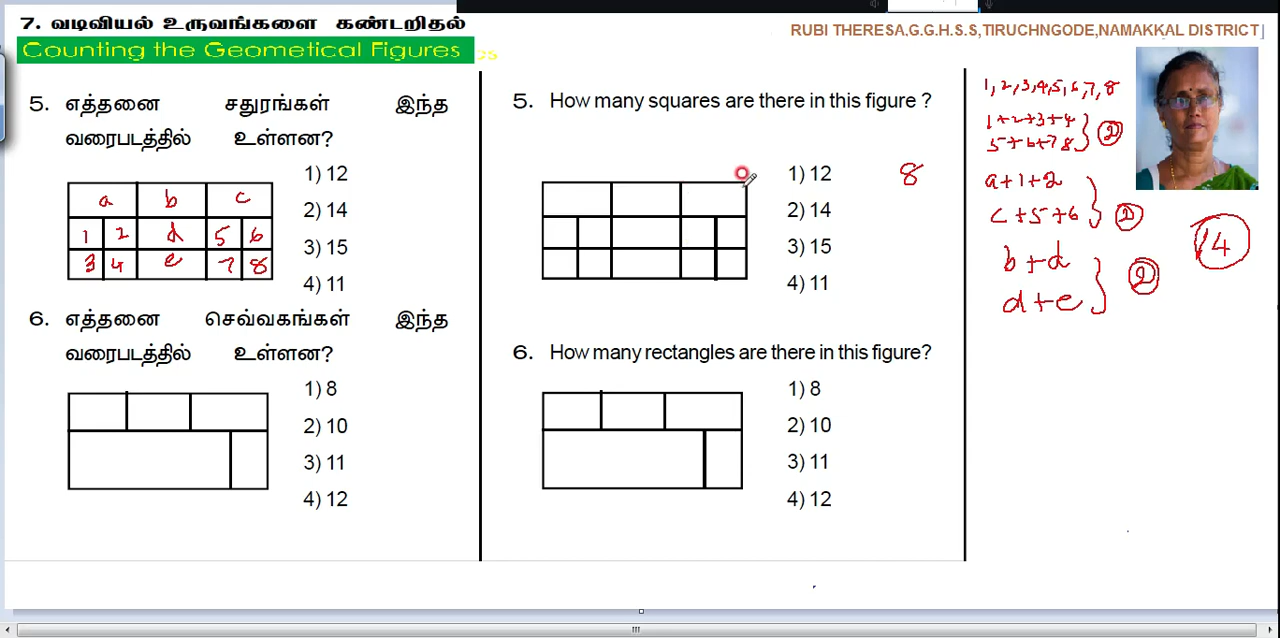 7. வடிவியல் உருவங்களை கண்டறிதல்
Counting the Geometical Figures
RUBI THERESA.G.G.H.S.S,TIRUCHNGODE,NAMAKKAL DISTRICT]
5. எத்தனை சதுரங்கள் இந்த
வரைபடத்தில் உள்ளன?
1) 12
2) 14
3) 15
4) 11
a b c
1 2 d 5 6
3 4 e 7 8
6. எத்தனை செவ்வகங்கள் இந்த
வரைபடத்தில் உள்ளன?
1) 8
2) 10
3) 11
4) 12
5. How many squares are there in this figure ?
1) 12
2) 14
3) 15
4) 11
8
6. How many rectangles are there in this figure?
1) 8
2) 10
3) 11
4) 12
1,2,3,4,5,6,7,8
1+2+3+4
5+6+7 8
2
a+1+2
c+5+6
2
b+d
d+e
2
14